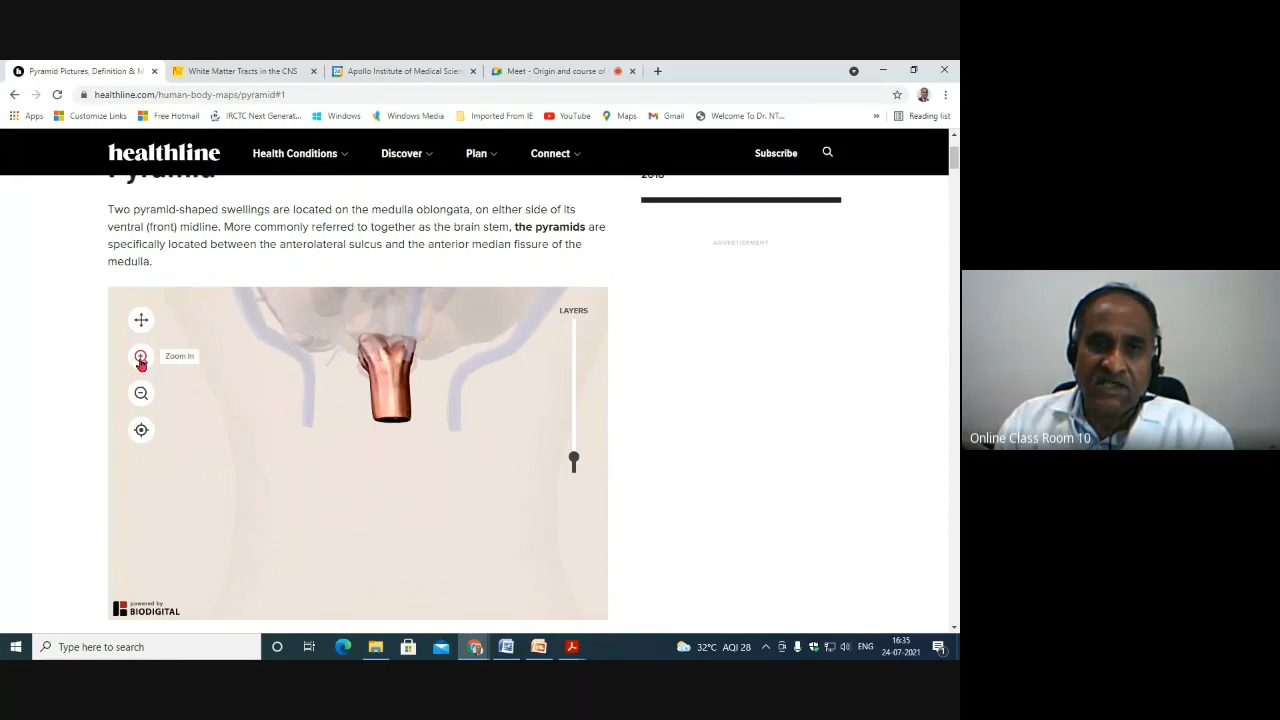 Pyramid Pictures, Definition & M
White Matter Tracts in the CNS
Apollo Institute of Medical Scien
Meet - Origin and course of
healthline.com/human-body-maps/pyramid#1
Apps
Customize Links
Free Hotmail
IRCTC Next Generat...
Windows
Windows Media
Imported From IE
YouTube
Maps
Gmail
Welcome To Dr. NT...
»
Reading list
healthline
Health Conditions
Discover
Plan
Connect
Subscribe
Pyramid
2015
Two pyramid-shaped swellings are located on the medulla oblongata, on either side of its
ventral (front) midline. More commonly referred to together as the brain stem, the pyramids are
specifically located between the anterolateral sulcus and the anterior median fissure of the
medulla.
ADVERTISEMENT
LAYERS
Zoom In
powered by
BIODIGITAL
Online Class Room 10
Type here to search
32°C AQI 28
ENG
16:35
24-07-2021
1